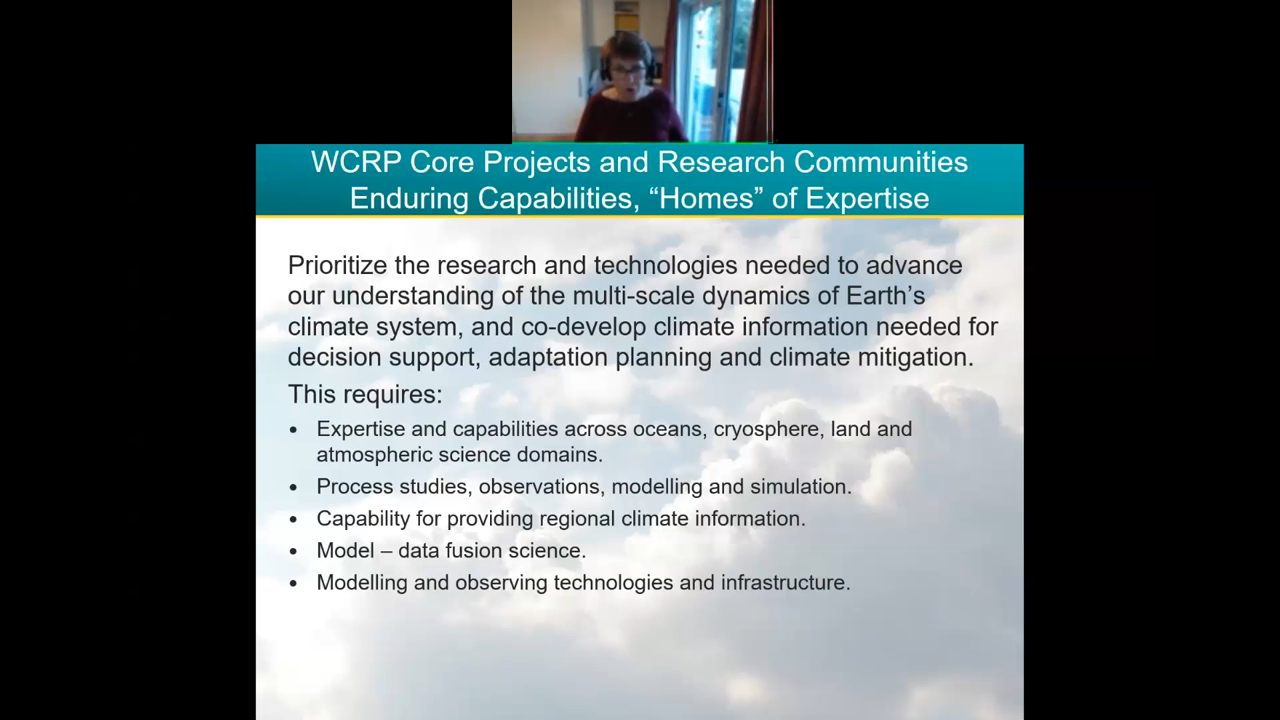 WCRP Core Projects and Research Communities
Enduring Capabilities, “Homes” of Expertise
Prioritize the research and technologies needed to advance
our understanding of the multi-scale dynamics of Earth’s
climate system, and co-develop climate information needed for
decision support, adaptation planning and climate mitigation.
This requires:
• Expertise and capabilities across oceans, cryosphere, land and
atmospheric science domains.
• Process studies, observations, modelling and simulation.
• Capability for providing regional climate information.
• Model – data fusion science.
• Modelling and observing technologies and infrastructure.